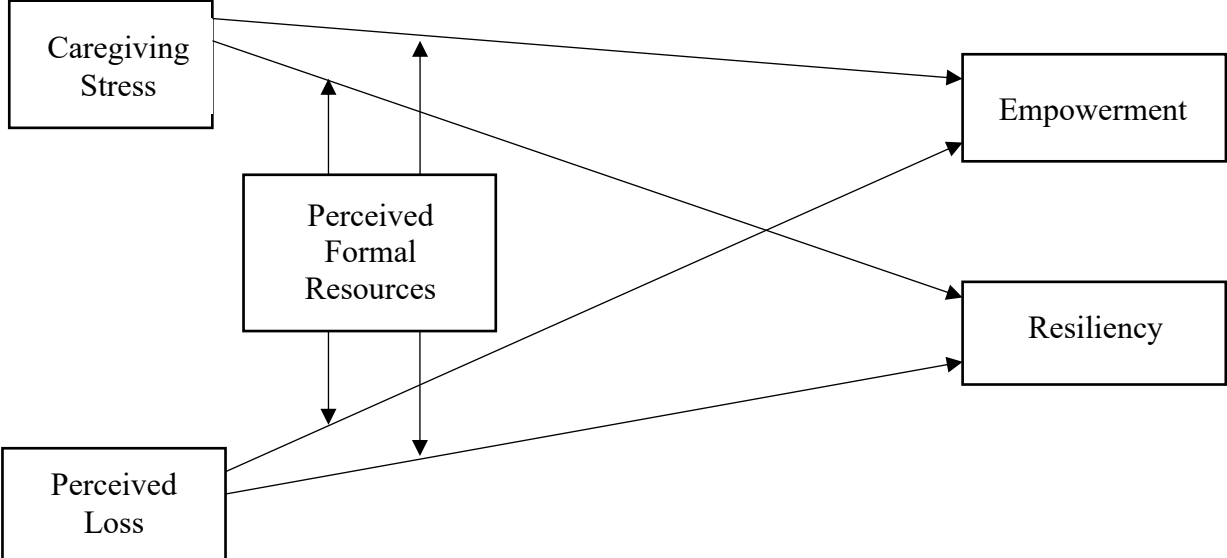 Caregiving
Stress
Empowerment
Perceived
Formal
Resources
Resiliency
Perceived
Loss